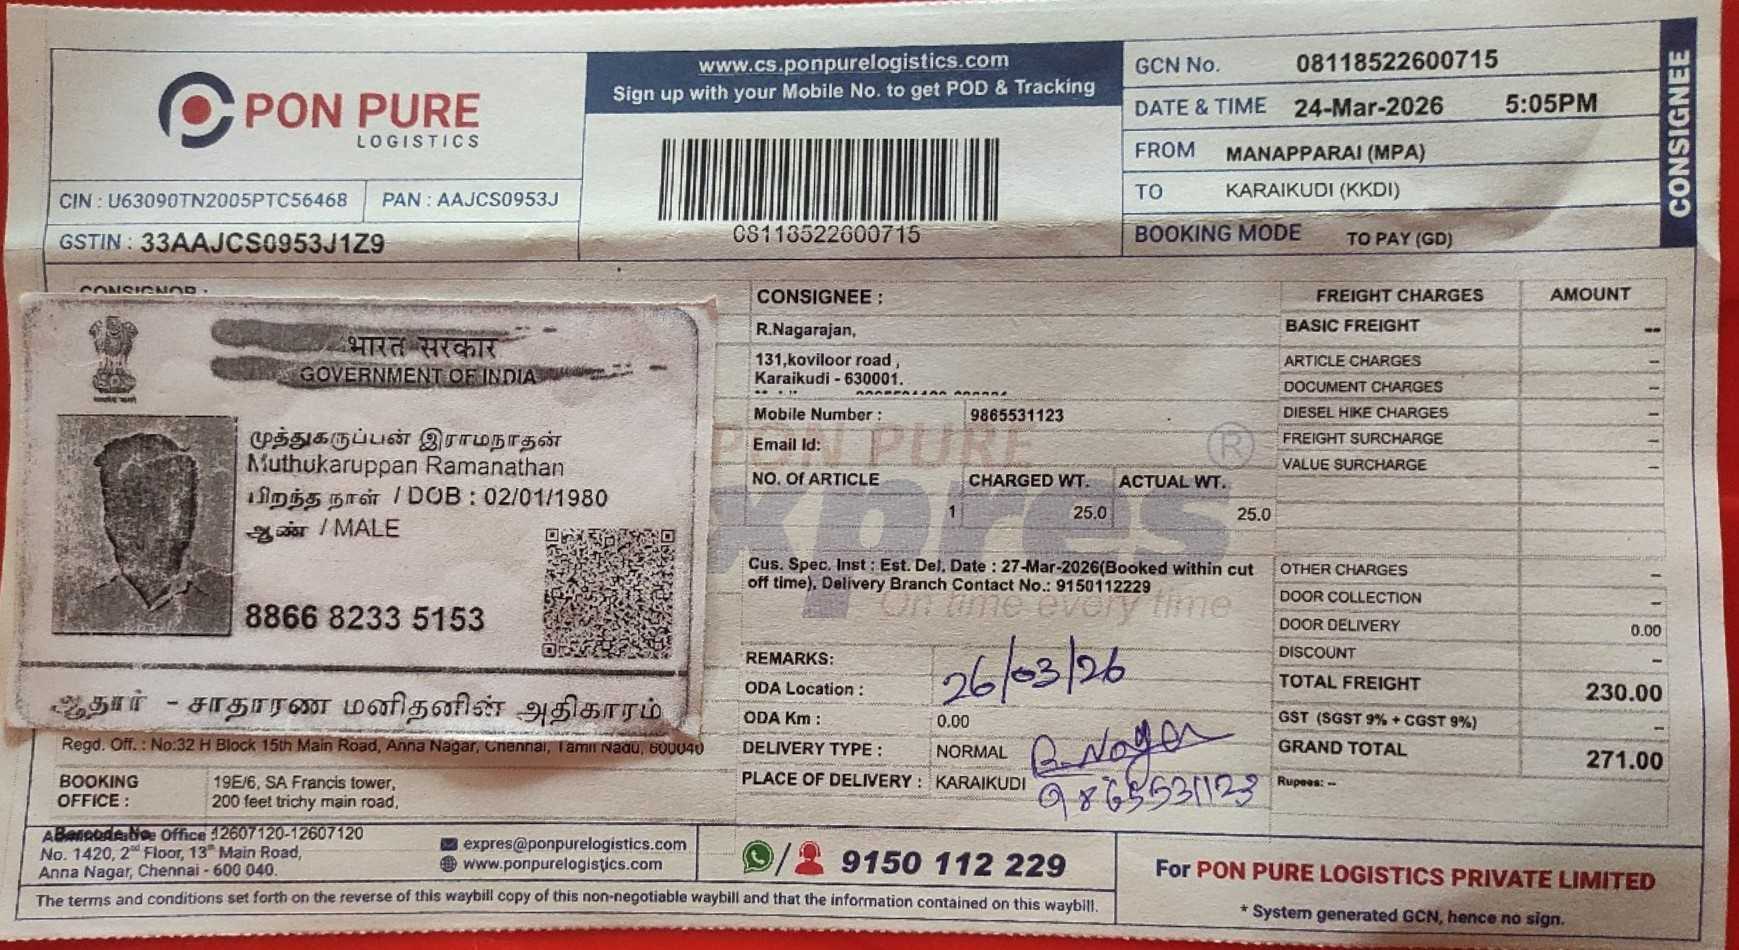 PON PURE
LOGISTICS
CIN : U63090TN2005PTC56468
PAN : AAJCS0953J
GSTIN : 33AAJCS0953J1Z9
www.cs.ponpurelogistics.com
Sign up with your Mobile No. to get POD & Tracking
08118522600715
GCN No. 08118522600715
DATE & TIME 24-Mar-2026 5:05PM
FROM MANAPPARAI (MPA)
TO KARAIKUDI (KKDI)
BOOKING MODE TO PAY (GD)
CONSIGNEE
CONSIGNOR :
भारत सरकार
GOVERNMENT OF INDIA
முத்துகருப்பன் இராமநாதன்
Muthukaruppan Ramanathan
பிறந்த நாள் / DOB : 02/01/1980
ஆண் / MALE
8866 8233 5153
ஆதார் - சாதாரண மனிதனின் அதிகாரம்
CONSIGNEE :
R.Nagarajan,
131,koviloor road ,
Karaikudi - 630001.
Mobile Number : 9865531123
Email Id:
NO. Of ARTICLE CHARGED WT. ACTUAL WT.
1 25.0 25.0
PON PURE
xpres
On time every time
®
Cus. Spec. Inst : Est. Del. Date : 27-Mar-2026(Booked within cut
off time), Delivery Branch Contact No.: 9150112229
REMARKS:
26/03/26
ODA Location :
ODA Km : 0.00
DELIVERY TYPE : NORMAL
PLACE OF DELIVERY : KARAIKUDI
9865531123
FREIGHT CHARGES AMOUNT
BASIC FREIGHT --
ARTICLE CHARGES -
DOCUMENT CHARGES -
DIESEL HIKE CHARGES -
FREIGHT SURCHARGE -
VALUE SURCHARGE -
OTHER CHARGES -
DOOR COLLECTION -
DOOR DELIVERY 0.00
DISCOUNT -
TOTAL FREIGHT 230.00
GST (SGST 9% + CGST 9%) -
GRAND TOTAL 271.00
Rupees: --
Regd. Off. : No:32 H Block 15th Main Road, Anna Nagar, Chennai, Tamil Nadu, 600040
BOOKING
OFFICE :
19E/6, SA Francis tower,
200 feet trichy main road,
Barcode No 12607120-12607120
Administrative Office :
No. 1420, 2nd Floor, 13th Main Road,
Anna Nagar, Chennai - 600 040.
expres@ponpurelogistics.com
www.ponpurelogistics.com
9150 112 229
For PON PURE LOGISTICS PRIVATE LIMITED
* System generated GCN, hence no sign.
The terms and conditions set forth on the reverse of this waybill copy of this non-negotiable waybill and that the information contained on this waybill.